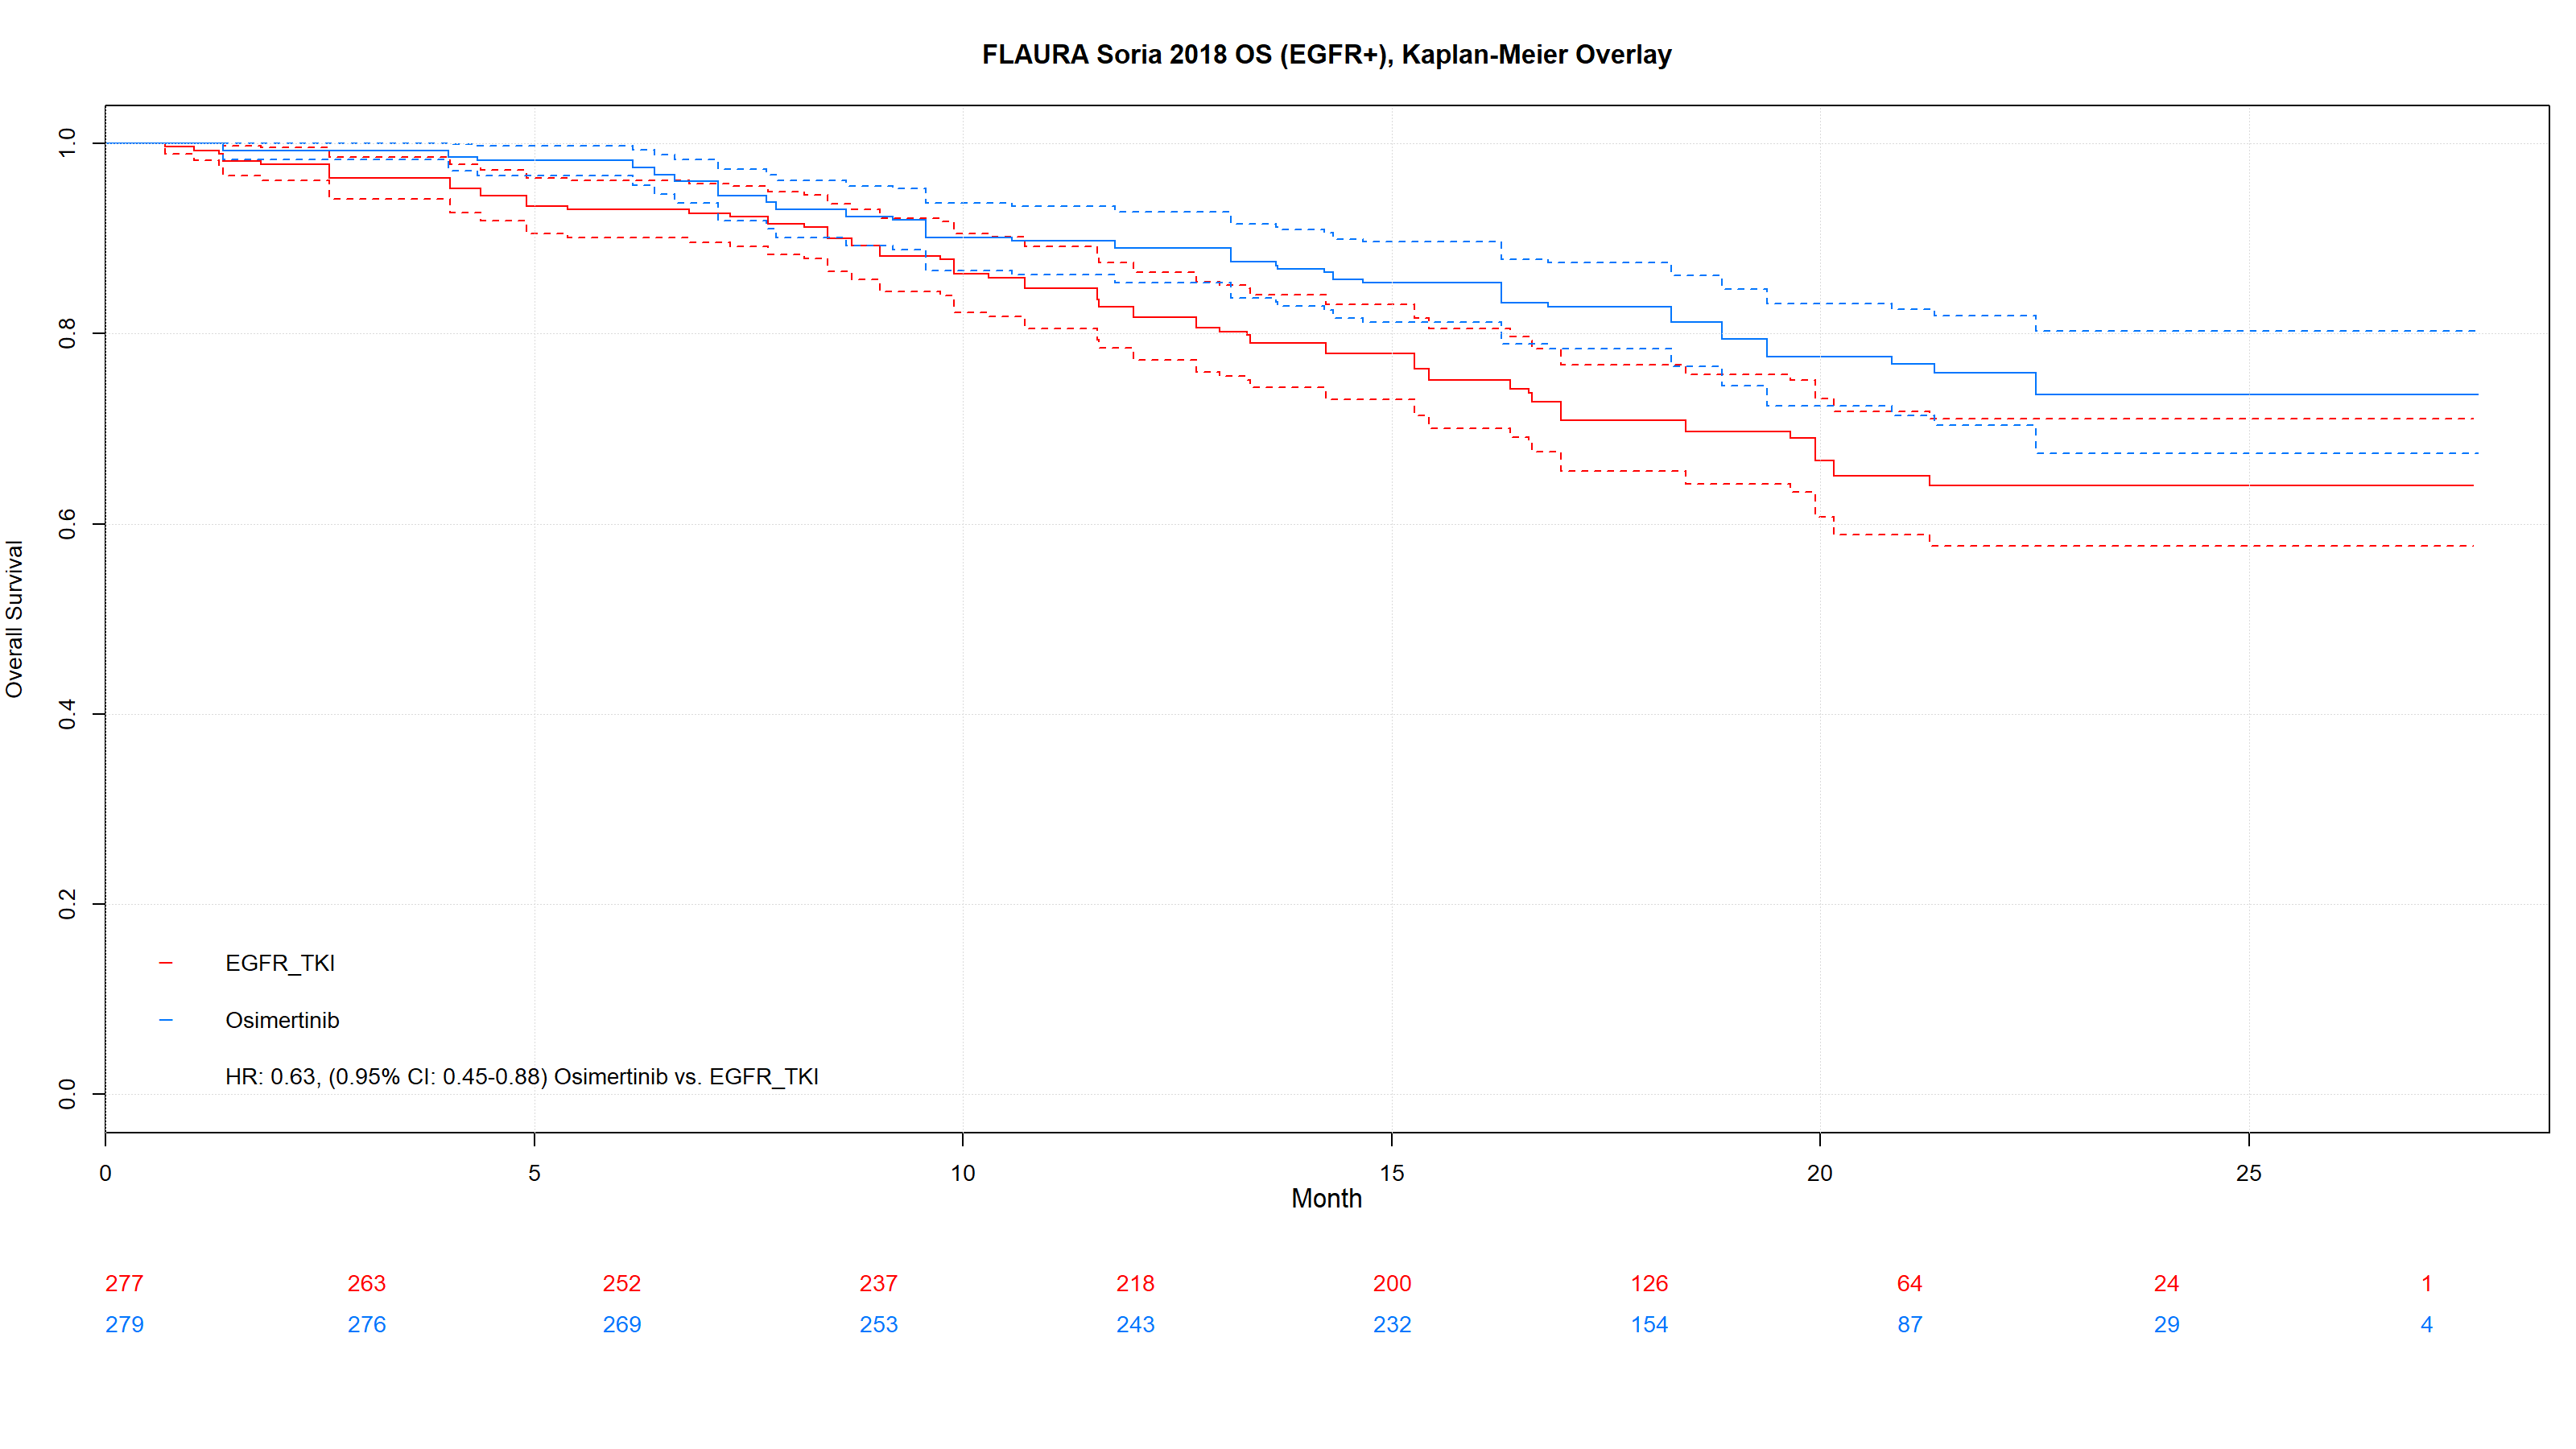 FLAURA Soria 2018 OS (EGFR+), Kaplan-Meier Overlay
Overall Survival
1.0
0.8
0.6
0.4
0.2
0.0
EGFR_TKI
Osimertinib
HR: 0.63, (0.95% CI: 0.45-0.88) Osimertinib vs. EGFR_TKI
0 5 10 15 20 25
Month
277 263 252 237 218 200 126 64 24 1
279 276 269 253 243 232 154 87 29 4